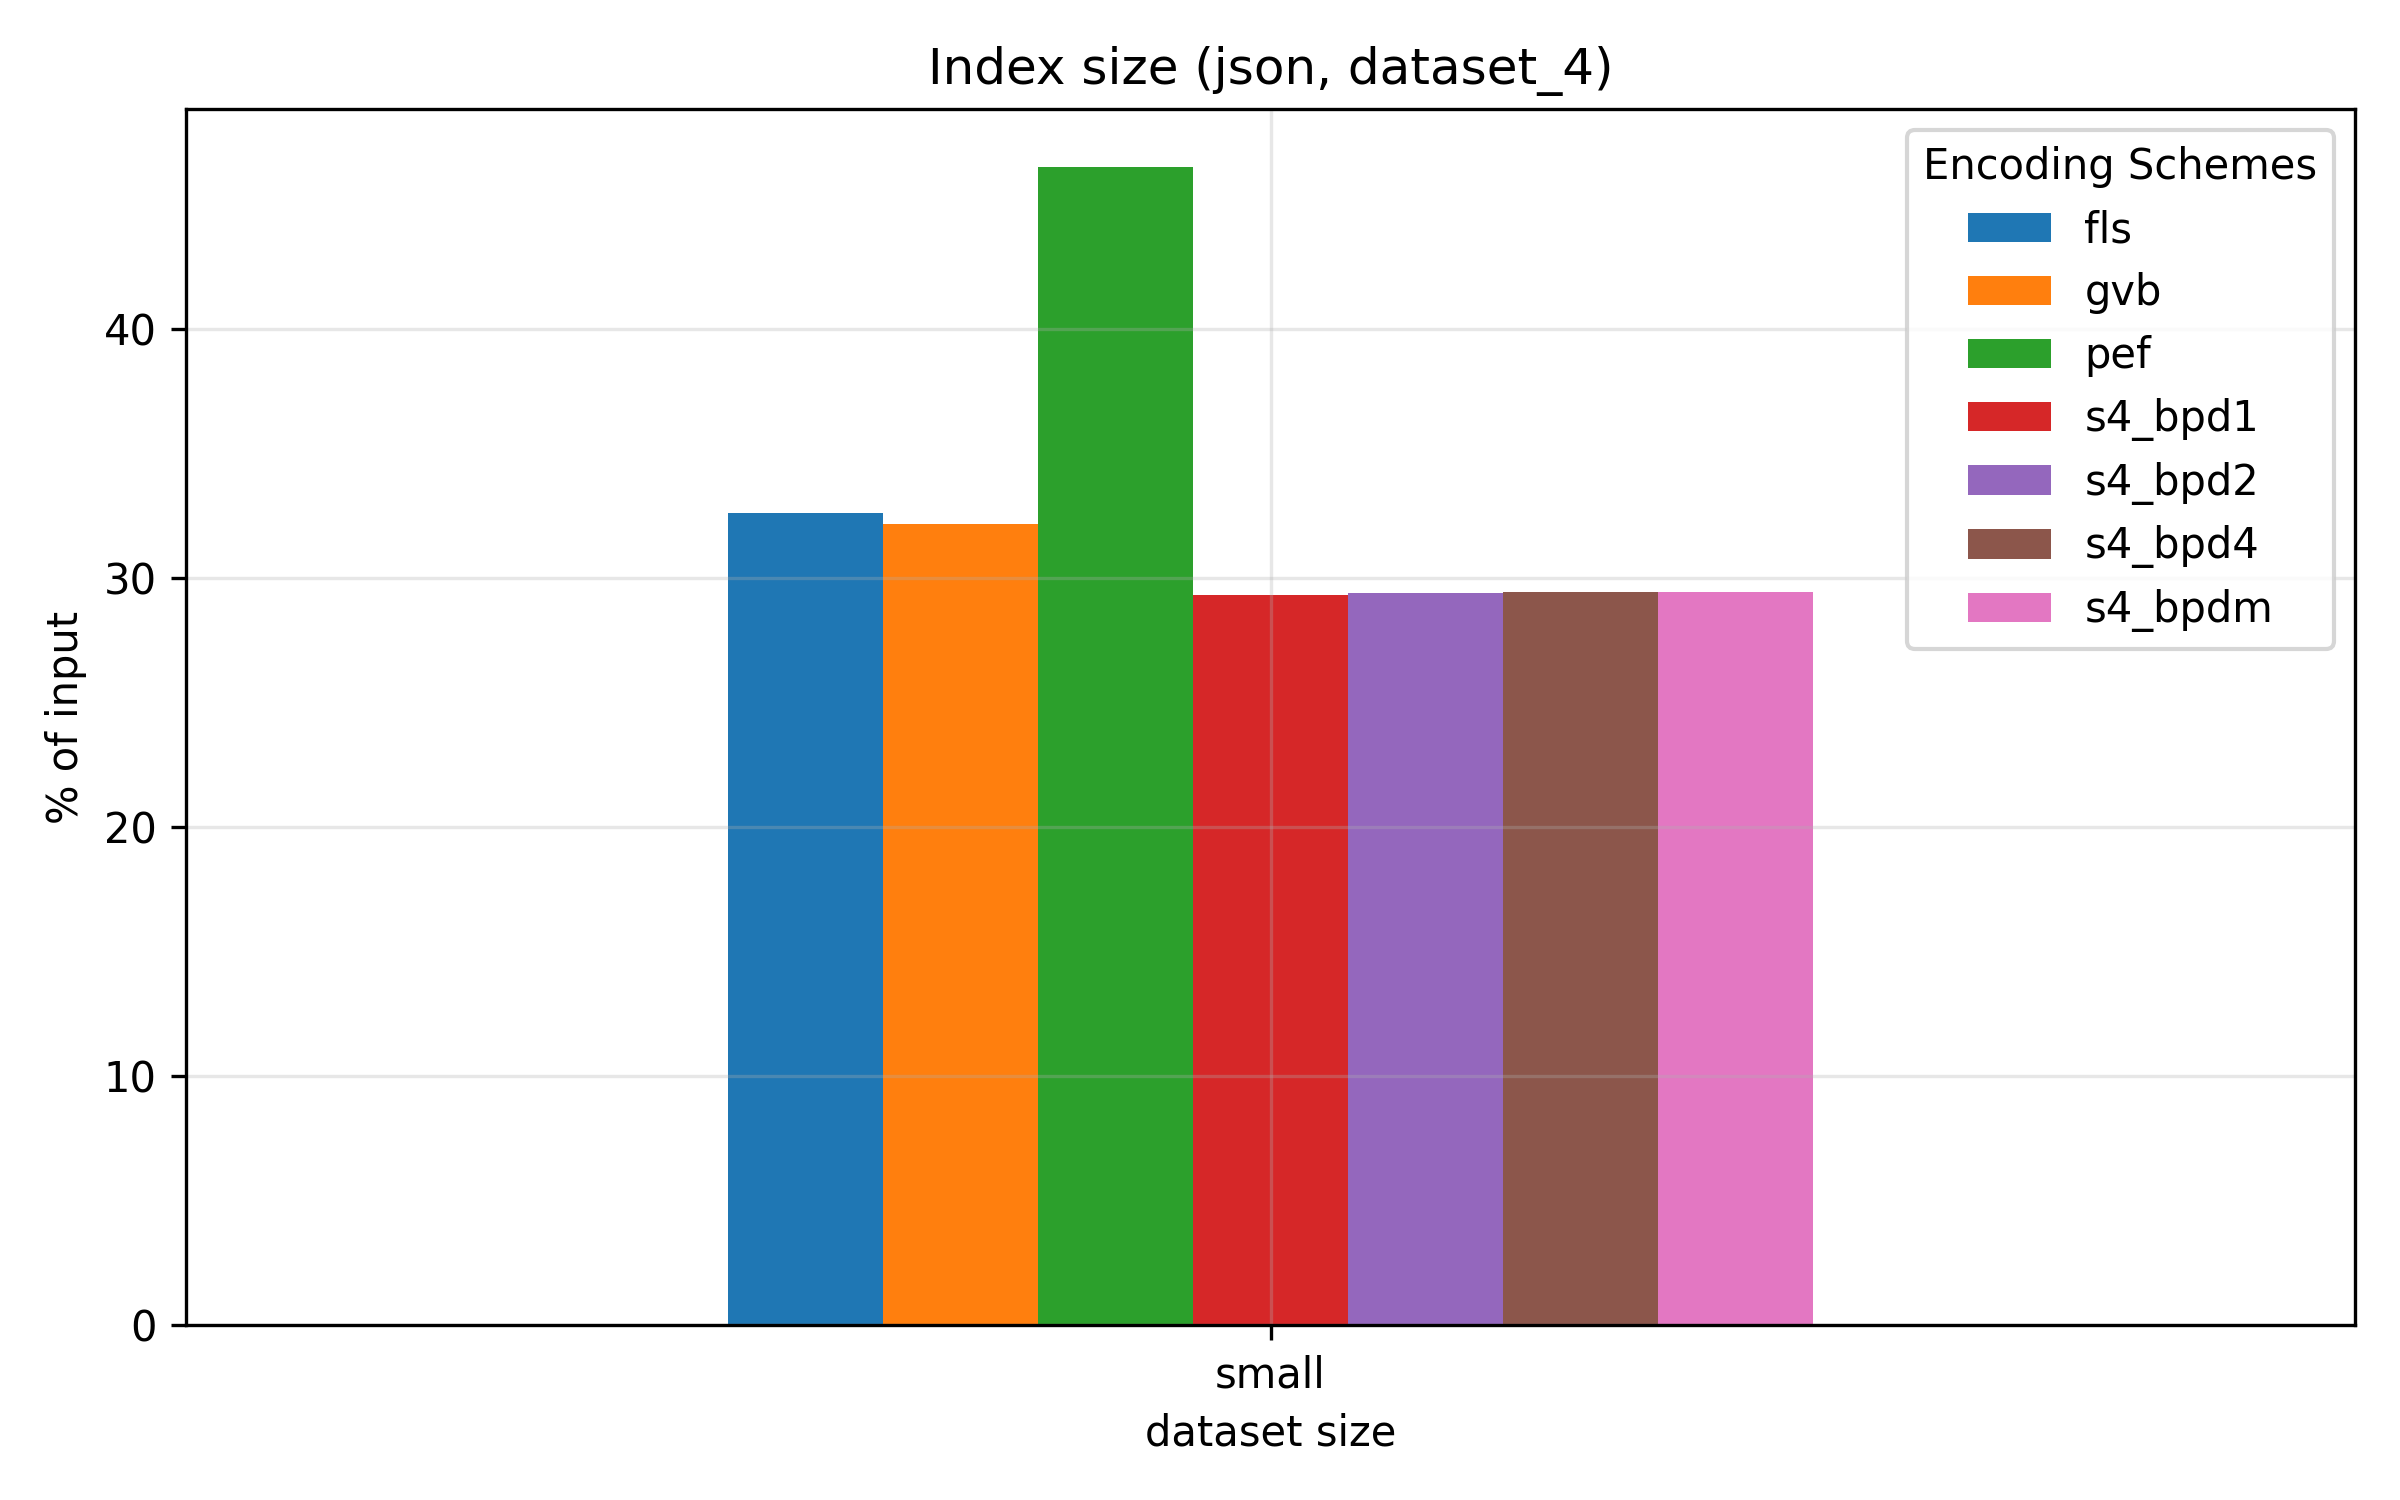 Index size (json, dataset_4)
% of input
40
30
20
10
0
small
dataset size
Encoding Schemes
fls
gvb
pef
s4_bpd1
s4_bpd2
s4_bpd4
s4_bpdm